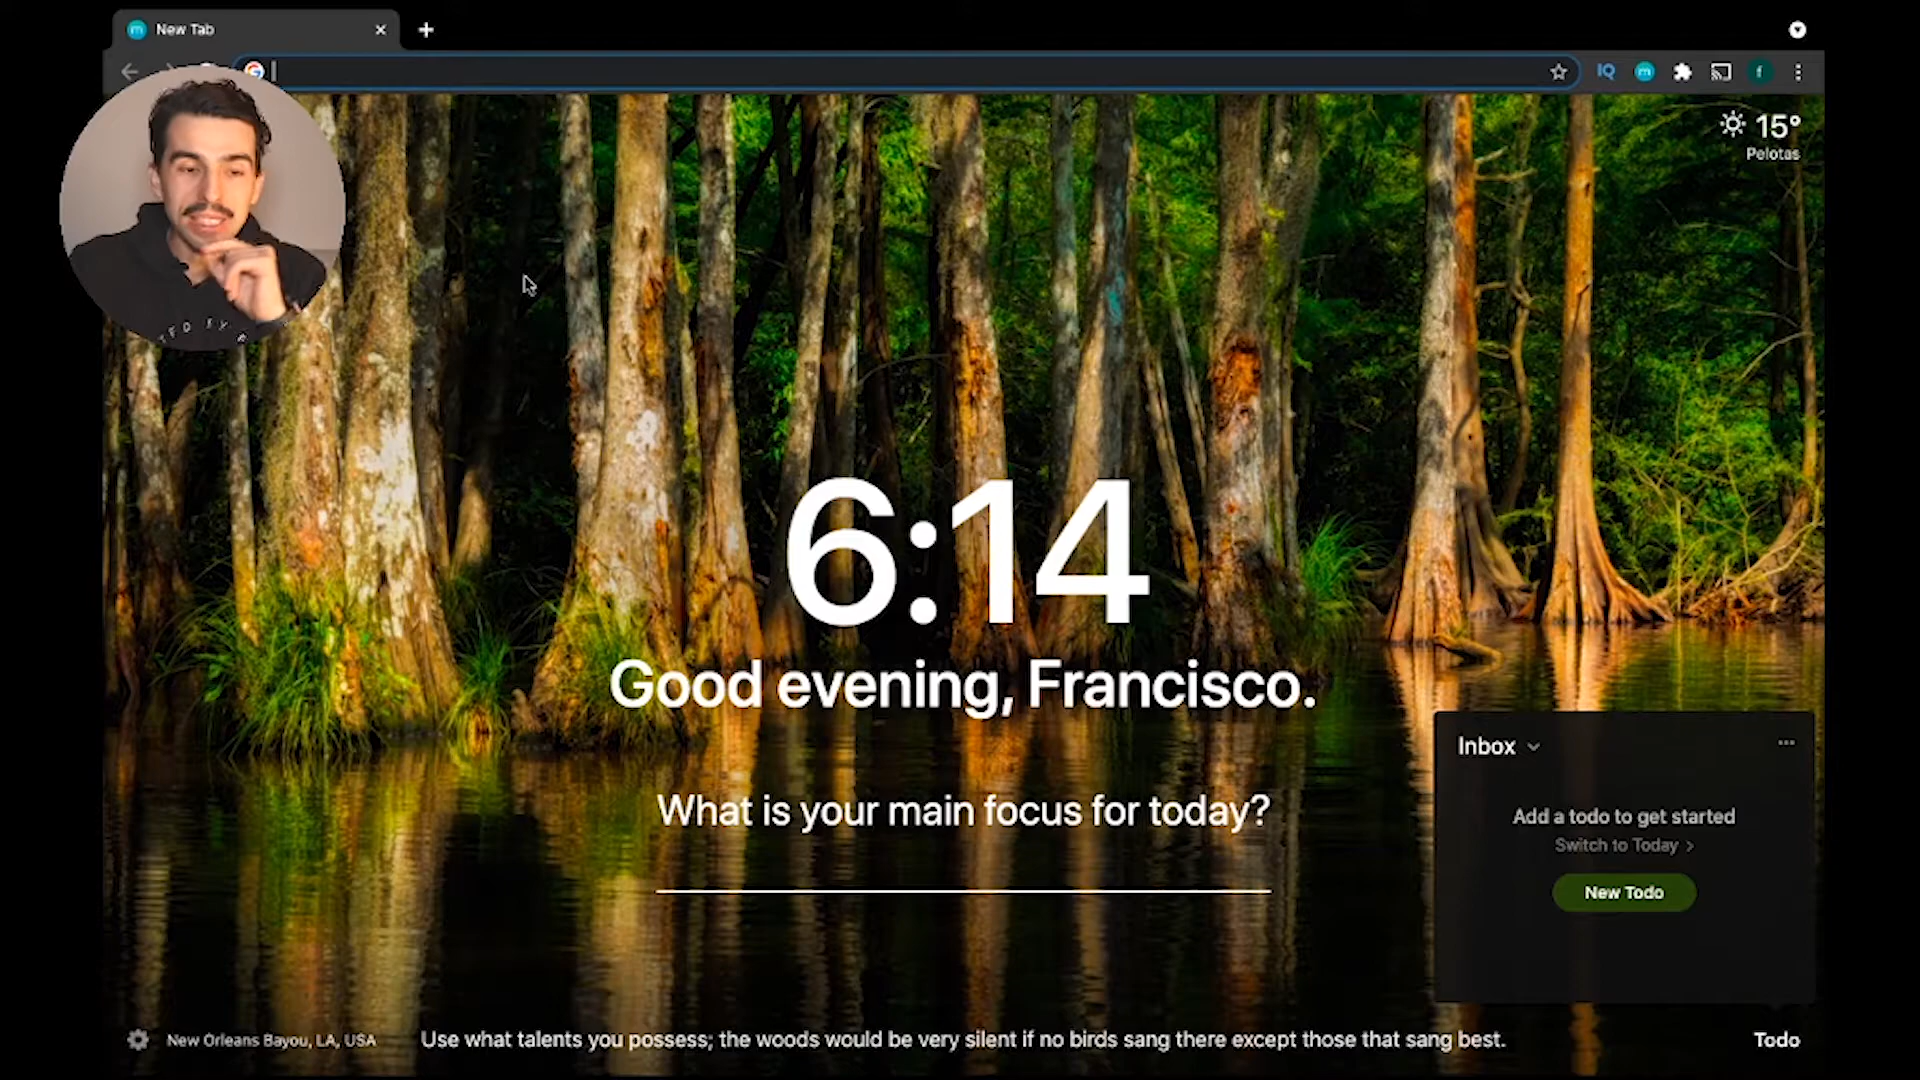 New Tab
IQ
m
f
15°
Pelotas
6:14
Good evening, Francisco.
What is your main focus for today?
Inbox
Add a todo to get started
Switch to Today >
New Todo
New Orleans Bayou, LA, USA
Use what talents you possess; the woods would be very silent if no birds sang there except those that sang best.
Todo